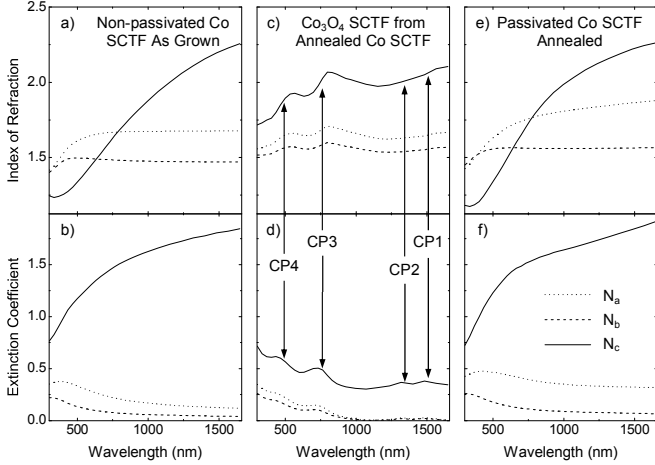 a)
Non-passivated Co
SCTF As Grown
c)
Co₃O₄ SCTF from
Annealed Co SCTF
e)
Passivated Co SCTF
Annealed
Index of Refraction
2.5
2.0
1.5
b)
d)
f)
CP4
CP3
CP2
CP1
Nₐ
N_b
N_c
Extinction Coefficient
1.5
1.0
0.5
0.0
500
1000
1500
500
1000
1500
500
1000
1500
Wavelength (nm)
Wavelength (nm)
Wavelength (nm)